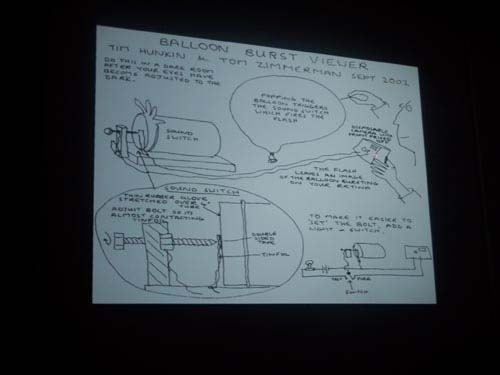 BALLOON BURST VIEWER
TIM HUNKIN & TOM ZIMMERMAN SEPT 2002
DO THIS IN A DARK ROOM
AFTER YOUR EYES HAVE
BECOME ADJUSTED TO THE
DARK.
POPPING THE
BALLOON TRIGGERS
THE SOUND SWITCH
WHICH FIRES THE
FLASH
SOUND
SWITCH
DISPOSABLE
CAMERA WITH
THE FLASH
LEAVES AN IMAGE
OF THE BALLOON BURSTING
ON YOUR RETINA
SOUND SWITCH
THIN RUBBER GLOVE
STRETCHED OVER 4"
TUBE
ADJUST BOLT SO ITS
ALMOST CONTACTING
TINFOIL
DOUBLE
SIDED
TAPE
TINFOIL
TO MAKE IT EASIER TO
'SET' THE BOLT, ADD A
LIGHT & SWITCH.
SET
FIRE
SWITCH